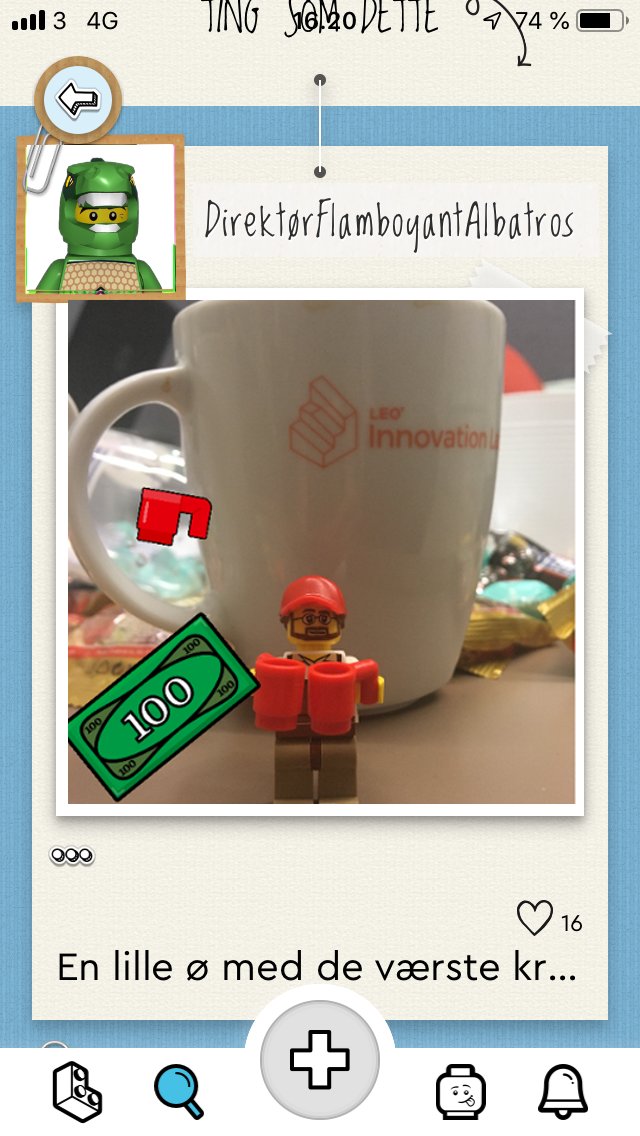 TING SOM DETTE
3 4G 16.20 74 %
DirektørFlamboyantAlbatros
LEO'
Innovation
100
100
100
100
100
16
En lille ø med de værste kr...